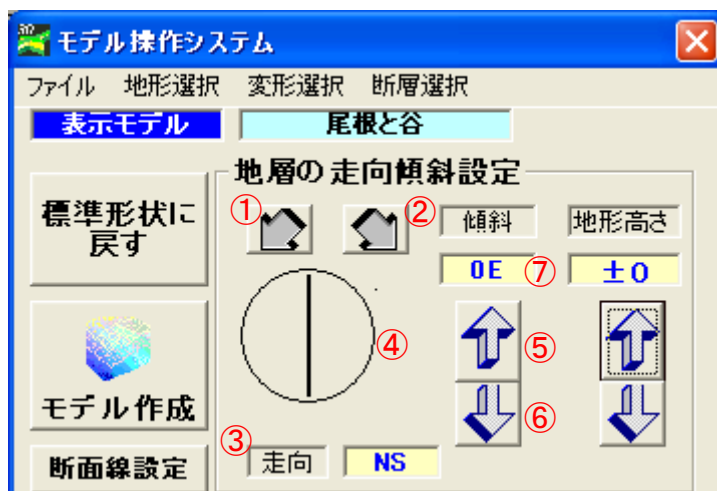 モデル操作システム
ファイル 地形選択 変形選択 断層選択
表示モデル 尾根と谷
地層の走向傾斜設定
標準形状に
戻す
① ② 傾斜 地形高さ
0E ⑦ ±0
④ ⑤
モデル作成
⑥
③ 走向 NS
断面線設定